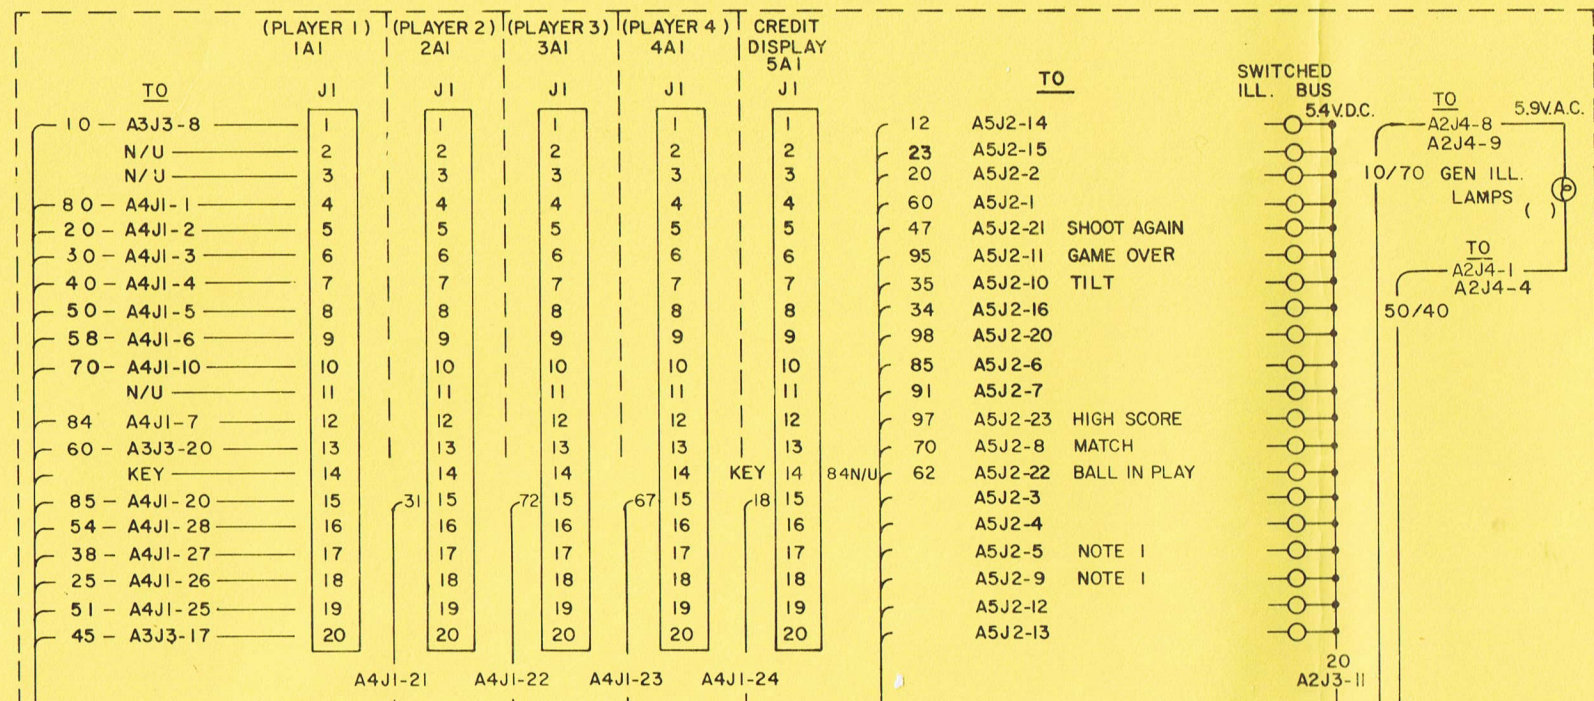 (PLAYER 1) (PLAYER 2) (PLAYER 3) (PLAYER 4) CREDIT
1A1 2A1 3A1 4A1 DISPLAY
5A1
TO J1 J1 J1 J1 J1
10 - A3J3-8 1 1 1 1 1
N/U 2 2 2 2 2
N/U 3 3 3 3 3
80 - A4J1-1 4 4 4 4 4
20 - A4J1-2 5 5 5 5 5
30 - A4J1-3 6 6 6 6 6
40 - A4J1-4 7 7 7 7 7
50 - A4J1-5 8 8 8 8 8
58 - A4J1-6 9 9 9 9 9
70 - A4J1-10 10 10 10 10 10
N/U 11 11 11 11 11
84 A4J1-7 12 12 12 12 12
60 - A3J3-20 13 13 13 13 13
KEY 14 14 14 14 KEY 14 84N/U
85 - A4J1-20 15 31 15 72 15 67 15 18 15
54 - A4J1-28 16 16 16 16 16
38 - A4J1-27 17 17 17 17 17
25 - A4J1-26 18 18 18 18 18
51 - A4J1-25 19 19 19 19 19
45 - A3J3-17 20 20 20 20 20
A4J1-21 A4J1-22 A4J1-23 A4J1-24
TO
12 A5J2-14
23 A5J2-15
20 A5J2-2
60 A5J2-1
47 A5J2-21 SHOOT AGAIN
95 A5J2-11 GAME OVER
35 A5J2-10 TILT
34 A5J2-16
98 A5J2-20
85 A5J2-6
91 A5J2-7
97 A5J2-23 HIGH SCORE
70 A5J2-8 MATCH
62 A5J2-22 BALL IN PLAY
A5J2-3
A5J2-4
A5J2-5 NOTE 1
A5J2-9 NOTE 1
A5J2-12
A5J2-13
SWITCHED
ILL. BUS
5.4V.D.C.
20
A2J3-11
TO 5.9V.A.C.
A2J4-8
A2J4-9
10/70 GEN ILL.
LAMPS
( )
TO
A2J4-1
A2J4-4
50/40